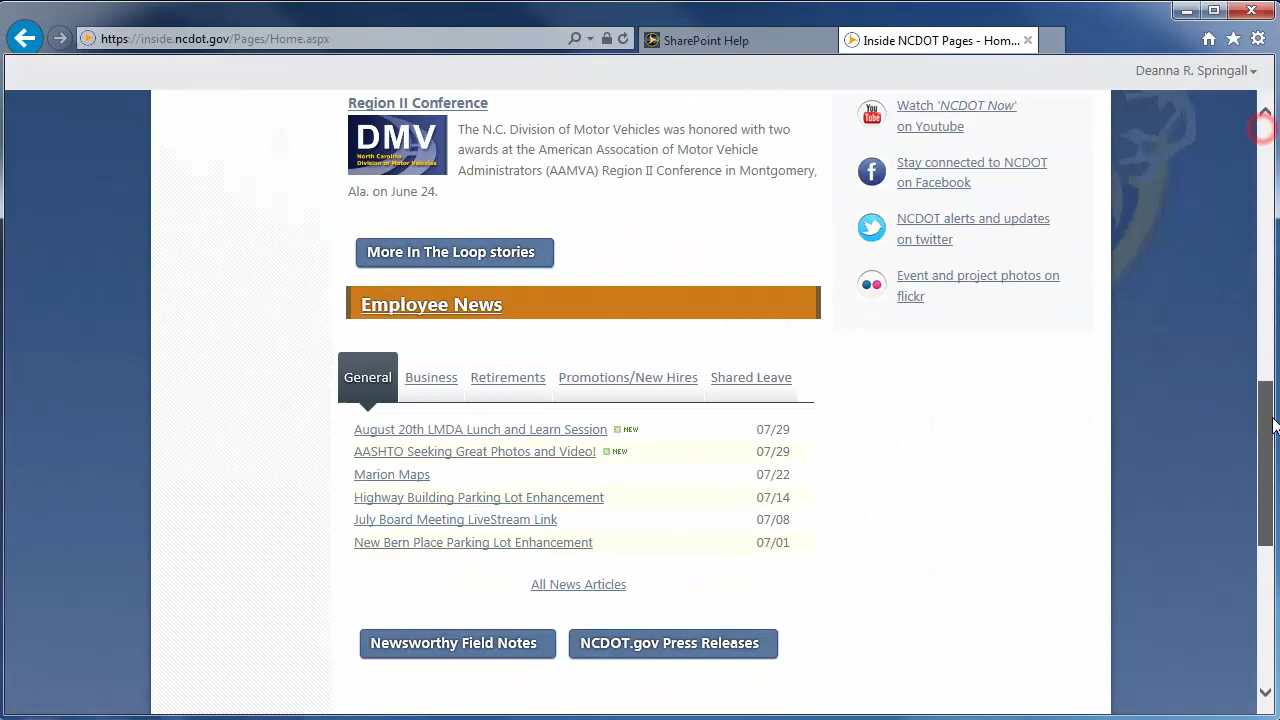 https://inside.ncdot.gov/Pages/Home.aspx
SharePoint Help
Inside NCDOT Pages - Hom...
Deanna R. Springall
Region II Conference
DMV
North Carolina
Division of Motor Vehicles
The N.C. Division of Motor Vehicles was honored with two
awards at the American Assocation of Motor Vehicle
Administrators (AAMVA) Region II Conference in Montgomery,
Ala. on June 24.
More In The Loop stories
Employee News
General Business Retirements Promotions/New Hires Shared Leave
August 20th LMDA Lunch and Learn Session NEW 07/29
AASHTO Seeking Great Photos and Video! NEW 07/29
Marion Maps 07/22
Highway Building Parking Lot Enhancement 07/14
July Board Meeting LiveStream Link 07/08
New Bern Place Parking Lot Enhancement 07/01
All News Articles
Newsworthy Field Notes
NCDOT.gov Press Releases
You
Tube
Watch 'NCDOT Now'
on Youtube
f
Stay connected to NCDOT
on Facebook
NCDOT alerts and updates
on twitter
Event and project photos on
flickr